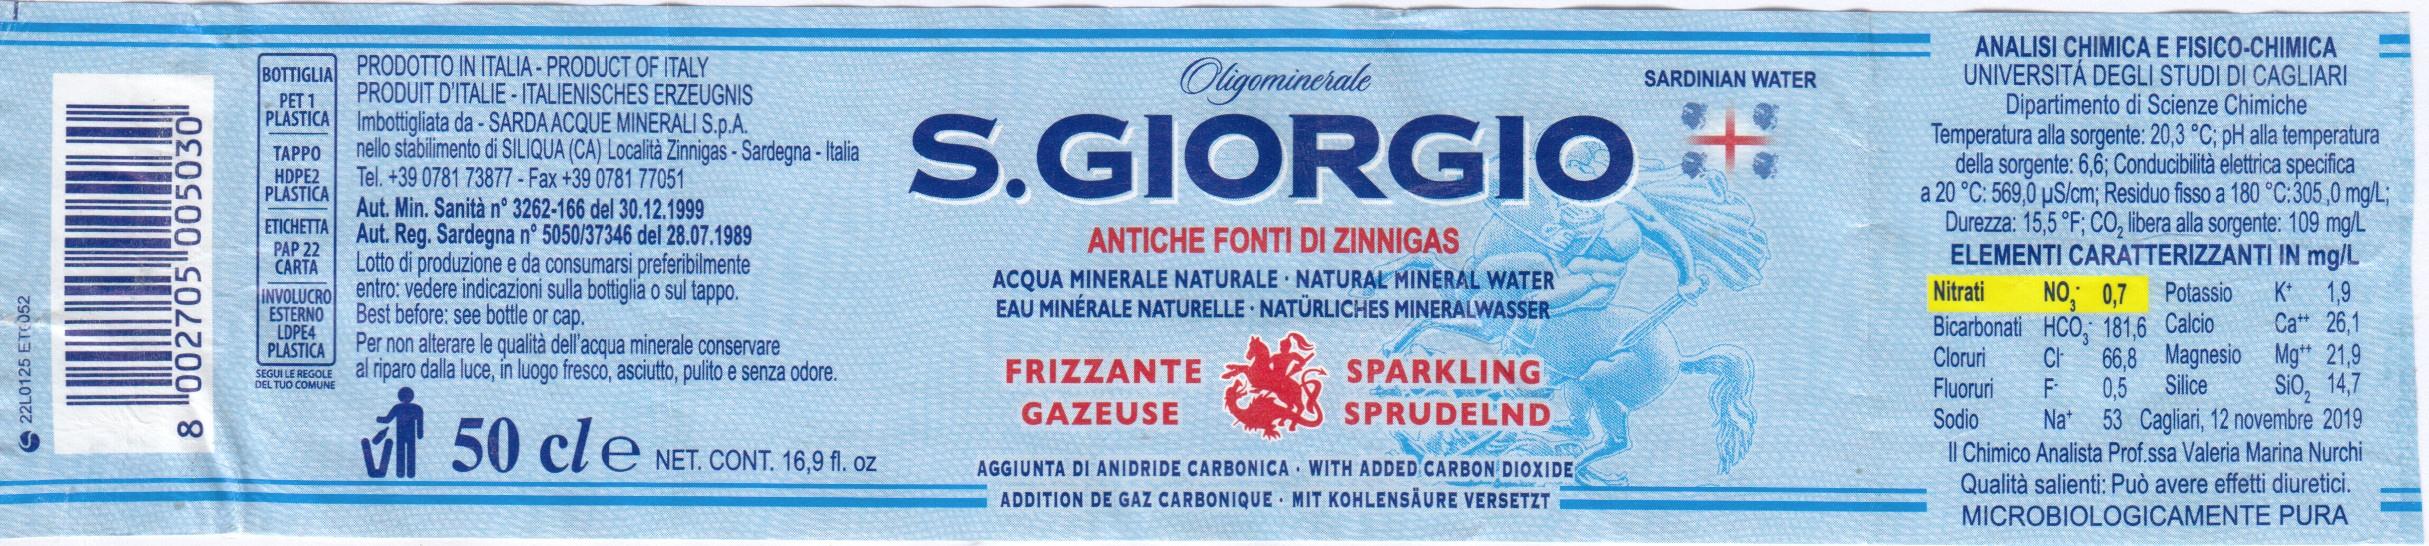 22L0125 ET
8 002705 005030
BOTTIGLIA
PET 1
PLASTICA
TAPPO
HDPE2
PLASTICA
ETICHETTA
PAP 22
CARTA
INVOLUCRO
ESTERNO
LDPE4
PLASTICA
SEGUI LE REGOLE
DEL TUO COMUNE
PRODOTTO IN ITALIA - PRODUCT OF ITALY
PRODUIT D'ITALIE - ITALIENISCHES ERZEUGNIS
Imbottigliata da - SARDA ACQUE MINERALI S.p.A.
nello stabilimento di SILIQUA (CA) Località Zinnigas - Sardegna - Italia
Tel. +39 0781 73877 - Fax +39 0781 77051
Aut. Min. Sanità n° 3262-166 del 30.12.1999
Aut. Reg. Sardegna n° 5050/37346 del 28.07.1989
Lotto di produzione e da consumarsi preferibilmente
entro: vedere indicazioni sulla bottiglia o sul tappo.
Best before: see bottle or cap.
Per non alterare le qualità dell'acqua minerale conservare
al riparo dalla luce, in luogo fresco, asciutto, pulito e senza odore.
50 cl e NET. CONT. 16,9 fl. oz
Oligominerale
S.GIORGIO
ANTICHE FONTI DI ZINNIGAS
ACQUA MINERALE NATURALE · NATURAL MINERAL WATER
EAU MINÉRALE NATURELLE · NATÜRLICHES MINERALWASSER
FRIZZANTE SPARKLING
GAZEUSE SPRUDELND
AGGIUNTA DI ANIDRIDE CARBONICA · WITH ADDED CARBON DIOXIDE
ADDITION DE GAZ CARBONIQUE · MIT KOHLENSÄURE VERSETZT
SARDINIAN WATER
ANALISI CHIMICA E FISICO-CHIMICA
UNIVERSITÁ DEGLI STUDI DI CAGLIARI
Dipartimento di Scienze Chimiche
Temperatura alla sorgente: 20,3 °C; pH alla temperatura
della sorgente: 6,6; Conducibilità elettrica specifica
a 20 °C: 569,0 µS/cm; Residuo fisso a 180 °C:305,0 mg/L;
Durezza: 15,5 °F; CO₂ libera alla sorgente: 109 mg/L
ELEMENTI CARATTERIZZANTI IN mg/L
Nitrati NO₃⁻ 0,7 Potassio K⁺ 1,9
Bicarbonati HCO₃⁻ 181,6 Calcio Ca⁺⁺ 26,1
Cloruri Cl⁻ 66,8 Magnesio Mg⁺⁺ 21,9
Fluoruri F⁻ 0,5 Silice SiO₂ 14,7
Sodio Na⁺ 53 Cagliari, 12 novembre 2019
Il Chimico Analista Prof.ssa Valeria Marina Nurchi
Qualità salienti: Può avere effetti diuretici.
MICROBIOLOGICAMENTE PURA